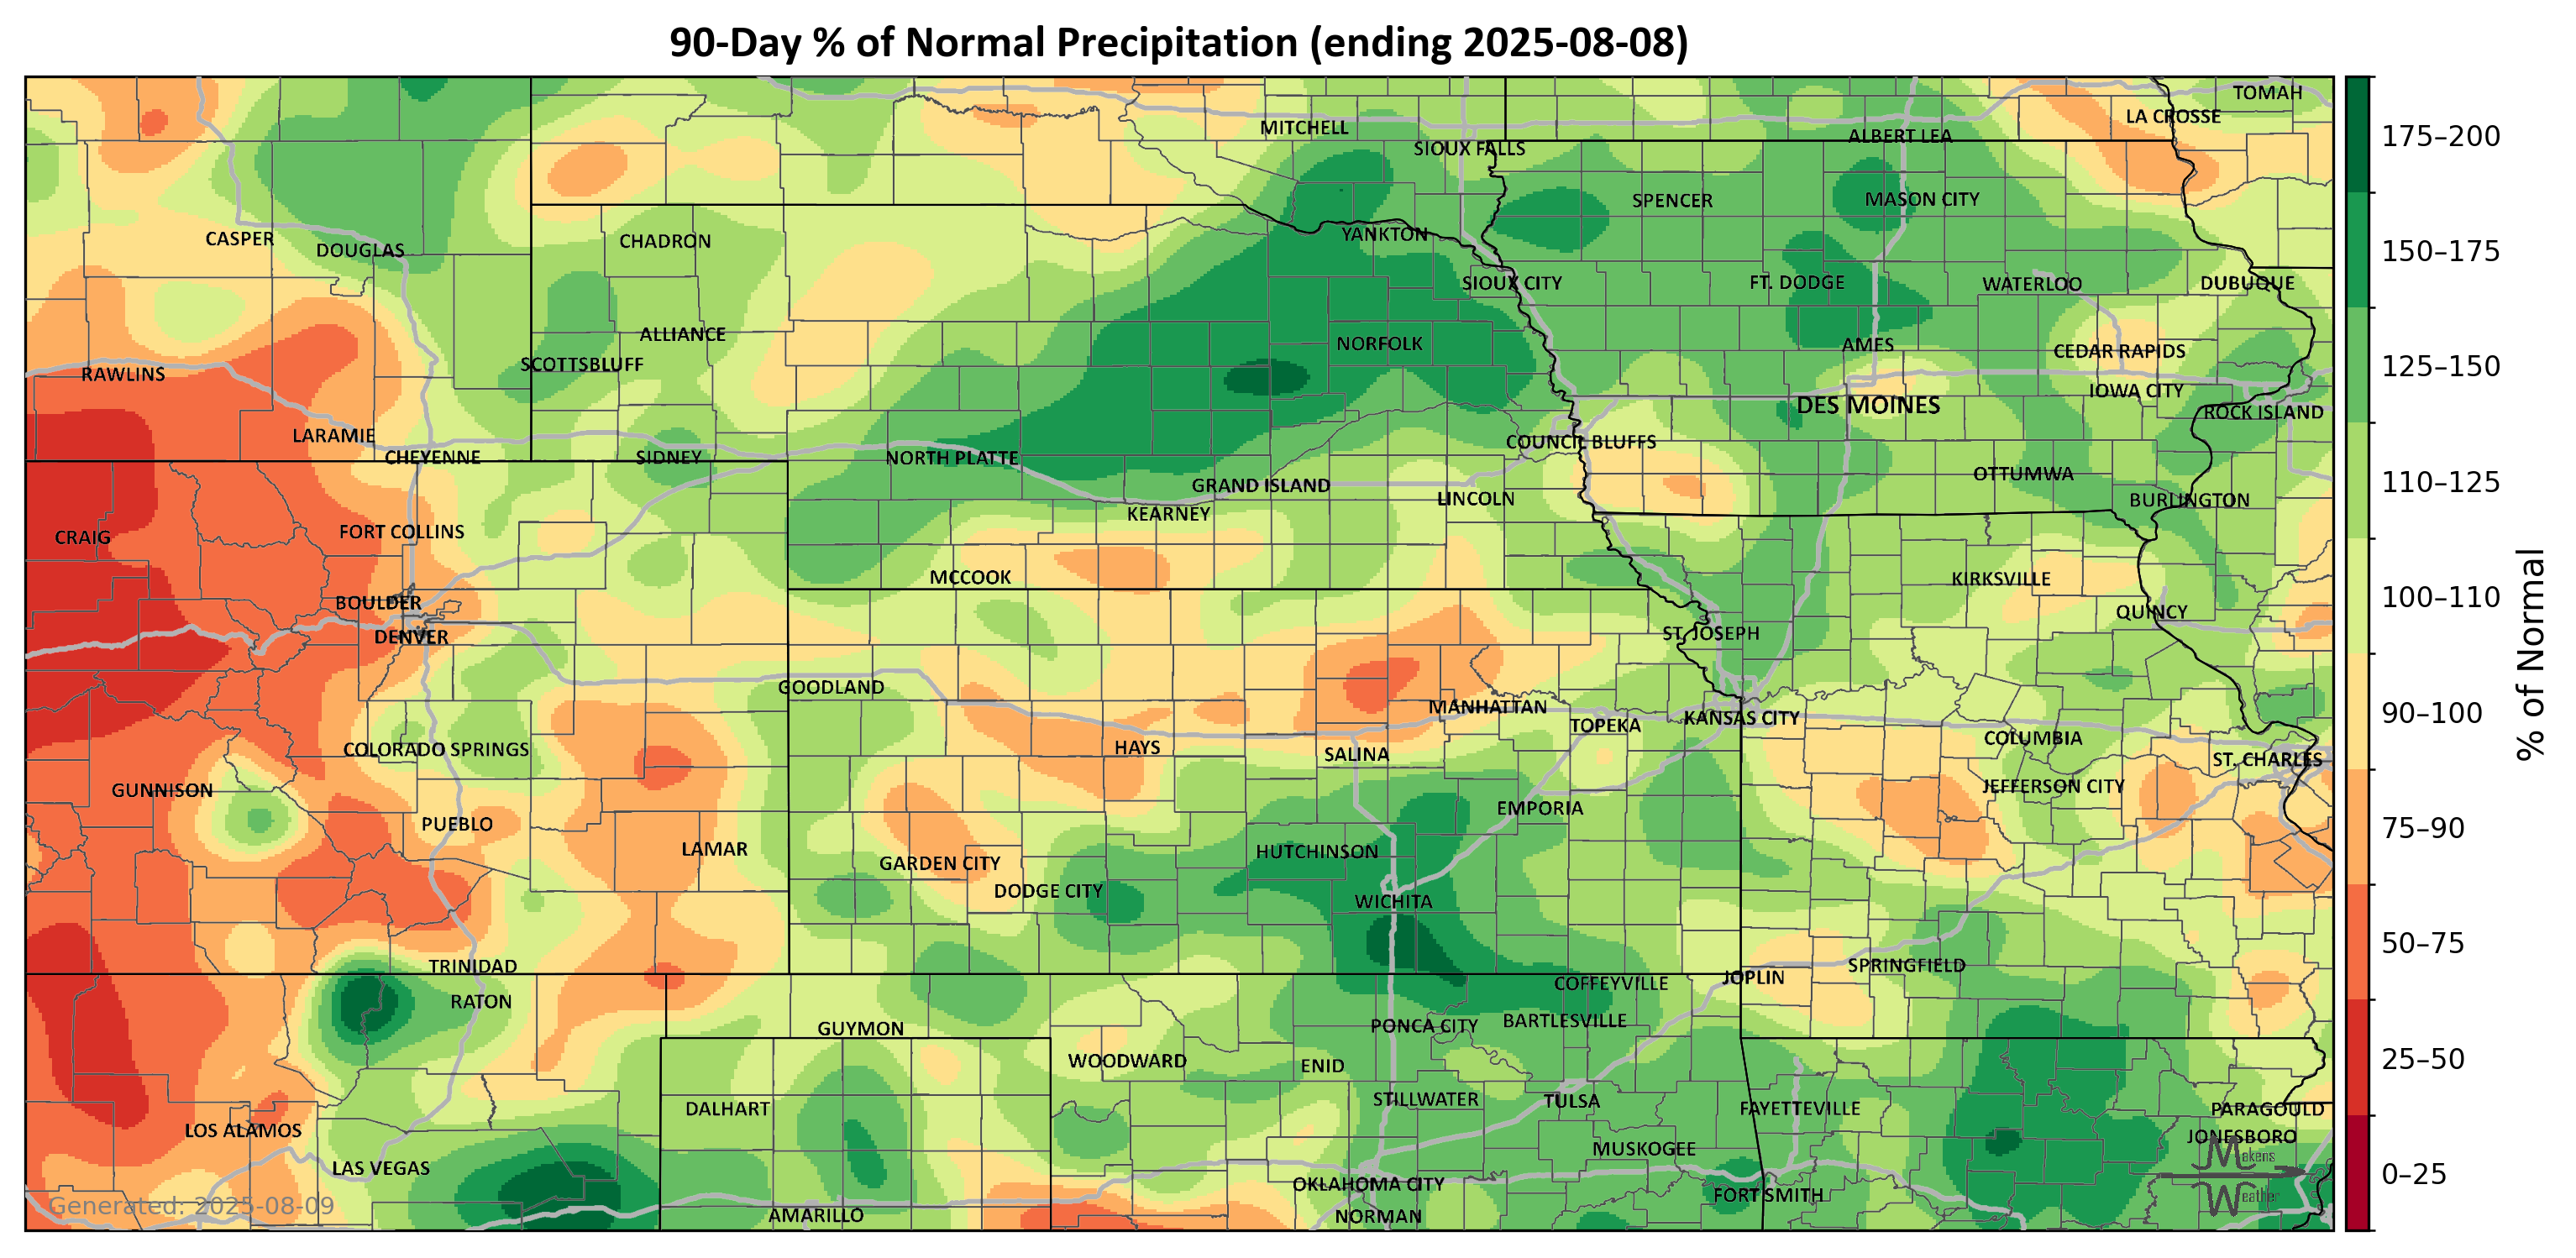 90-Day % of Normal Precipitation (ending 2025-08-08)
TOMAH
LA CROSSE
MITCHELL
ALBERT LEA
SIOUX FALLS
SPENCER
MASON CITY
YANKTON
CASPER
CHADRON
DOUGLAS
SIOUX CITY
FT. DODGE
WATERLOO
DUBUQUE
ALLIANCE
NORFOLK
AMES
CEDAR RAPIDS
SCOTTSBLUFF
RAWLINS
IOWA CITY
DES MOINES
ROCK ISLAND
LARAMIE
COUNCIL BLUFFS
CHEYENNE
SIDNEY
NORTH PLATTE
OTTUMWA
GRAND ISLAND
LINCOLN
BURLINGTON
KEARNEY
FORT COLLINS
CRAIG
MCCOOK
KIRKSVILLE
BOULDER
QUINCY
DENVER
ST. JOSEPH
GOODLAND
MANHATTAN
KANSAS CITY
TOPEKA
COLUMBIA
COLORADO SPRINGS
HAYS
SALINA
ST. CHARLES
GUNNISON
JEFFERSON CITY
EMPORIA
PUEBLO
LAMAR
HUTCHINSON
GARDEN CITY
DODGE CITY
WICHITA
TRINIDAD
SPRINGFIELD
JOPLIN
COFFEYVILLE
RATON
BARTLESVILLE
PONCA CITY
GUYMON
WOODWARD
ENID
STILLWATER
TULSA
DALHART
FAYETTEVILLE
PARAGOULD
LOS ALAMOS
JONESBORO
MUSKOGEE
LAS VEGAS
OKLAHOMA CITY
FORT SMITH
AMARILLO
NORMAN
Generated: 2025-08-09
Makens
Weather
175–200
150–175
125–150
110–125
100–110
90–100
75–90
50–75
25–50
0–25
% of Normal